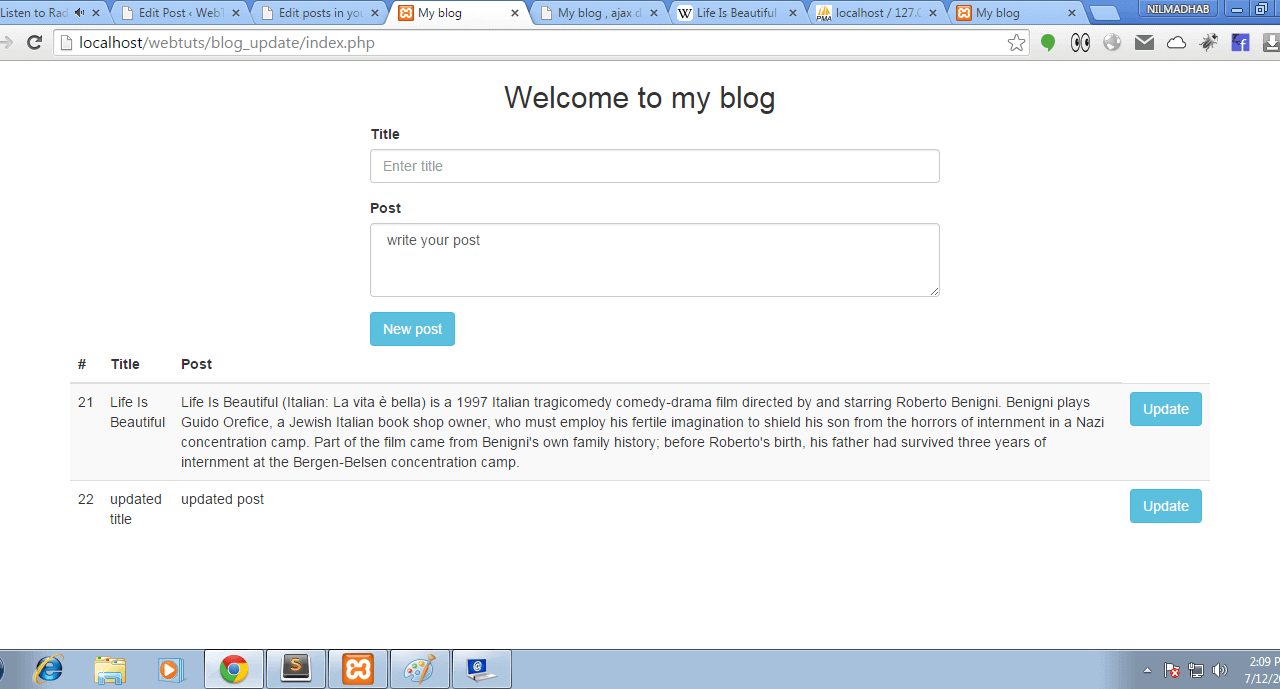 Listen to Rad
Edit Post ‹ WebT
Edit posts in you
My blog
My blog , ajax d
Life Is Beautiful
localhost / 127.0
My blog
NILMADHAB
localhost/webtuts/blog_update/index.php
Welcome to my blog
Title
Enter title
Post
write your post
New post
# Title Post
21 Life Is Beautiful Life Is Beautiful (Italian: La vita è bella) is a 1997 Italian tragicomedy comedy-drama film directed by and starring Roberto Benigni. Benigni plays
Guido Orefice, a Jewish Italian book shop owner, who must employ his fertile imagination to shield his son from the horrors of internment in a Nazi
concentration camp. Part of the film came from Benigni's own family history; before Roberto's birth, his father had survived three years of
internment at the Bergen-Belsen concentration camp.
Update
22 updated title updated post
Update
2:09 P
7/12/2